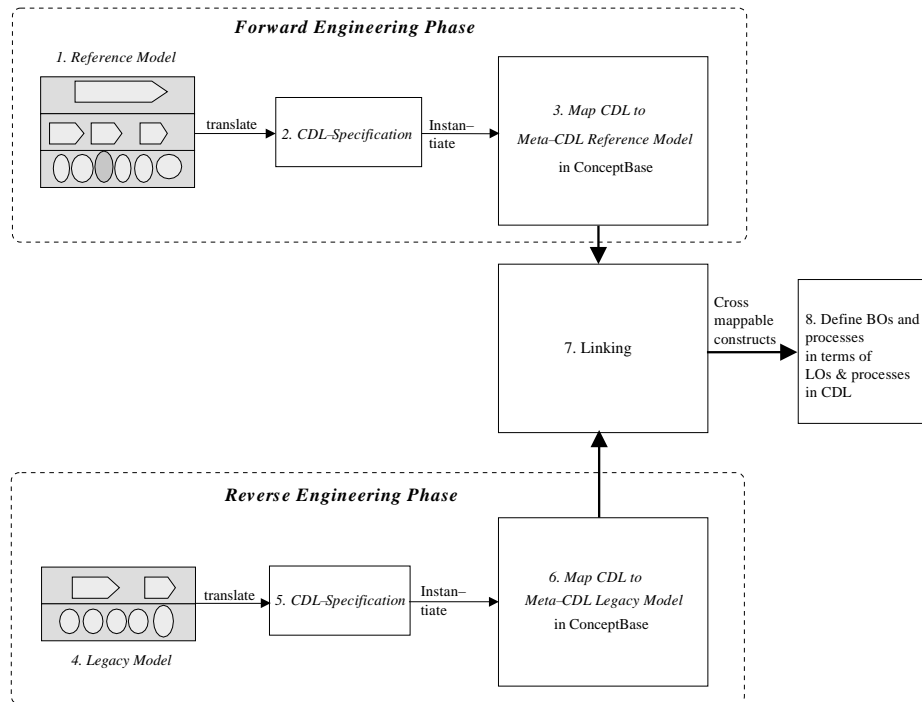 Forward Engineering Phase
1. Reference Model
translate
2. CDL–Specification
Instan–
tiate
3. Map CDL to
Meta–CDL Reference Model
in ConceptBase
7. Linking
Cross
mappable
constructs
8. Define BOs and
processes
in terms of
LOs & processes
in CDL
Reverse Engineering Phase
translate
5. CDL–Specification
Instan–
tiate
6. Map CDL to
Meta–CDL Legacy Model
in ConceptBase
4. Legacy Model